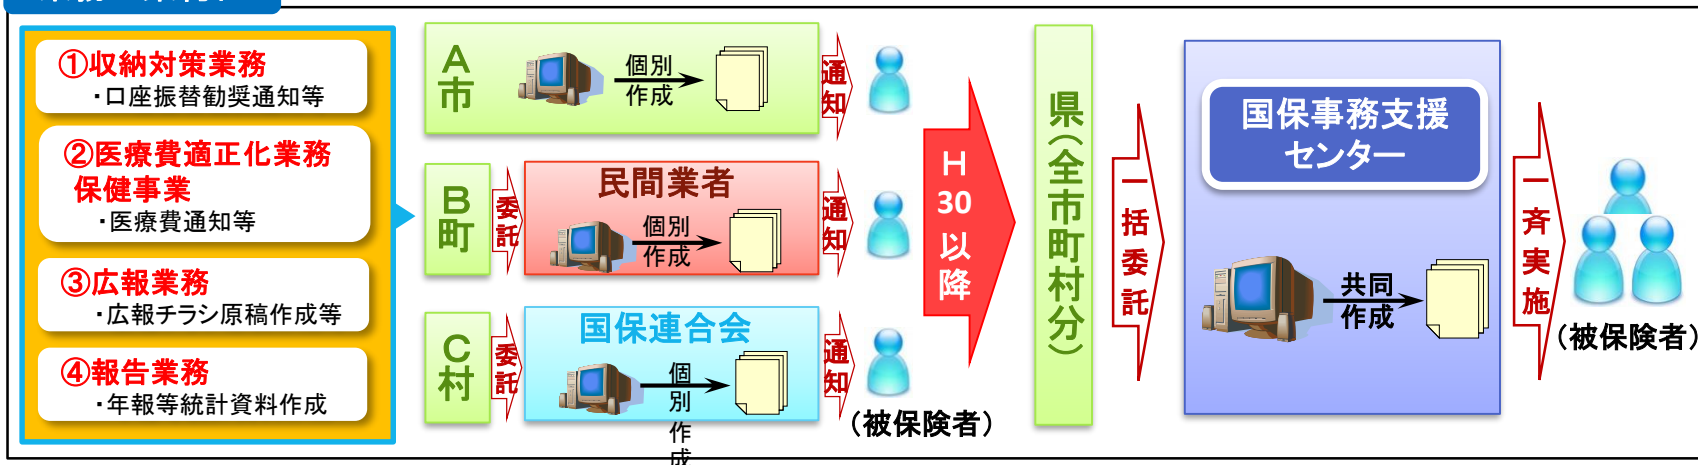 ①収納対策業務
・口座振替勧奨通知等
②医療費適正化業務
保健事業
・医療費通知等
③広報業務
・広報チラシ原稿作成等
④報告業務
・年報等統計資料作成
A市
個別
作成
通知
B町
委託
民間業者
個別
作成
通知
C村
委託
国保連合会
個
別
作
成
通知
(被保険者)
H
30
以
降
県(全市町村分)
一括委託
国保事務支援
センター
共同
作成
一斉実施
(被保険者)